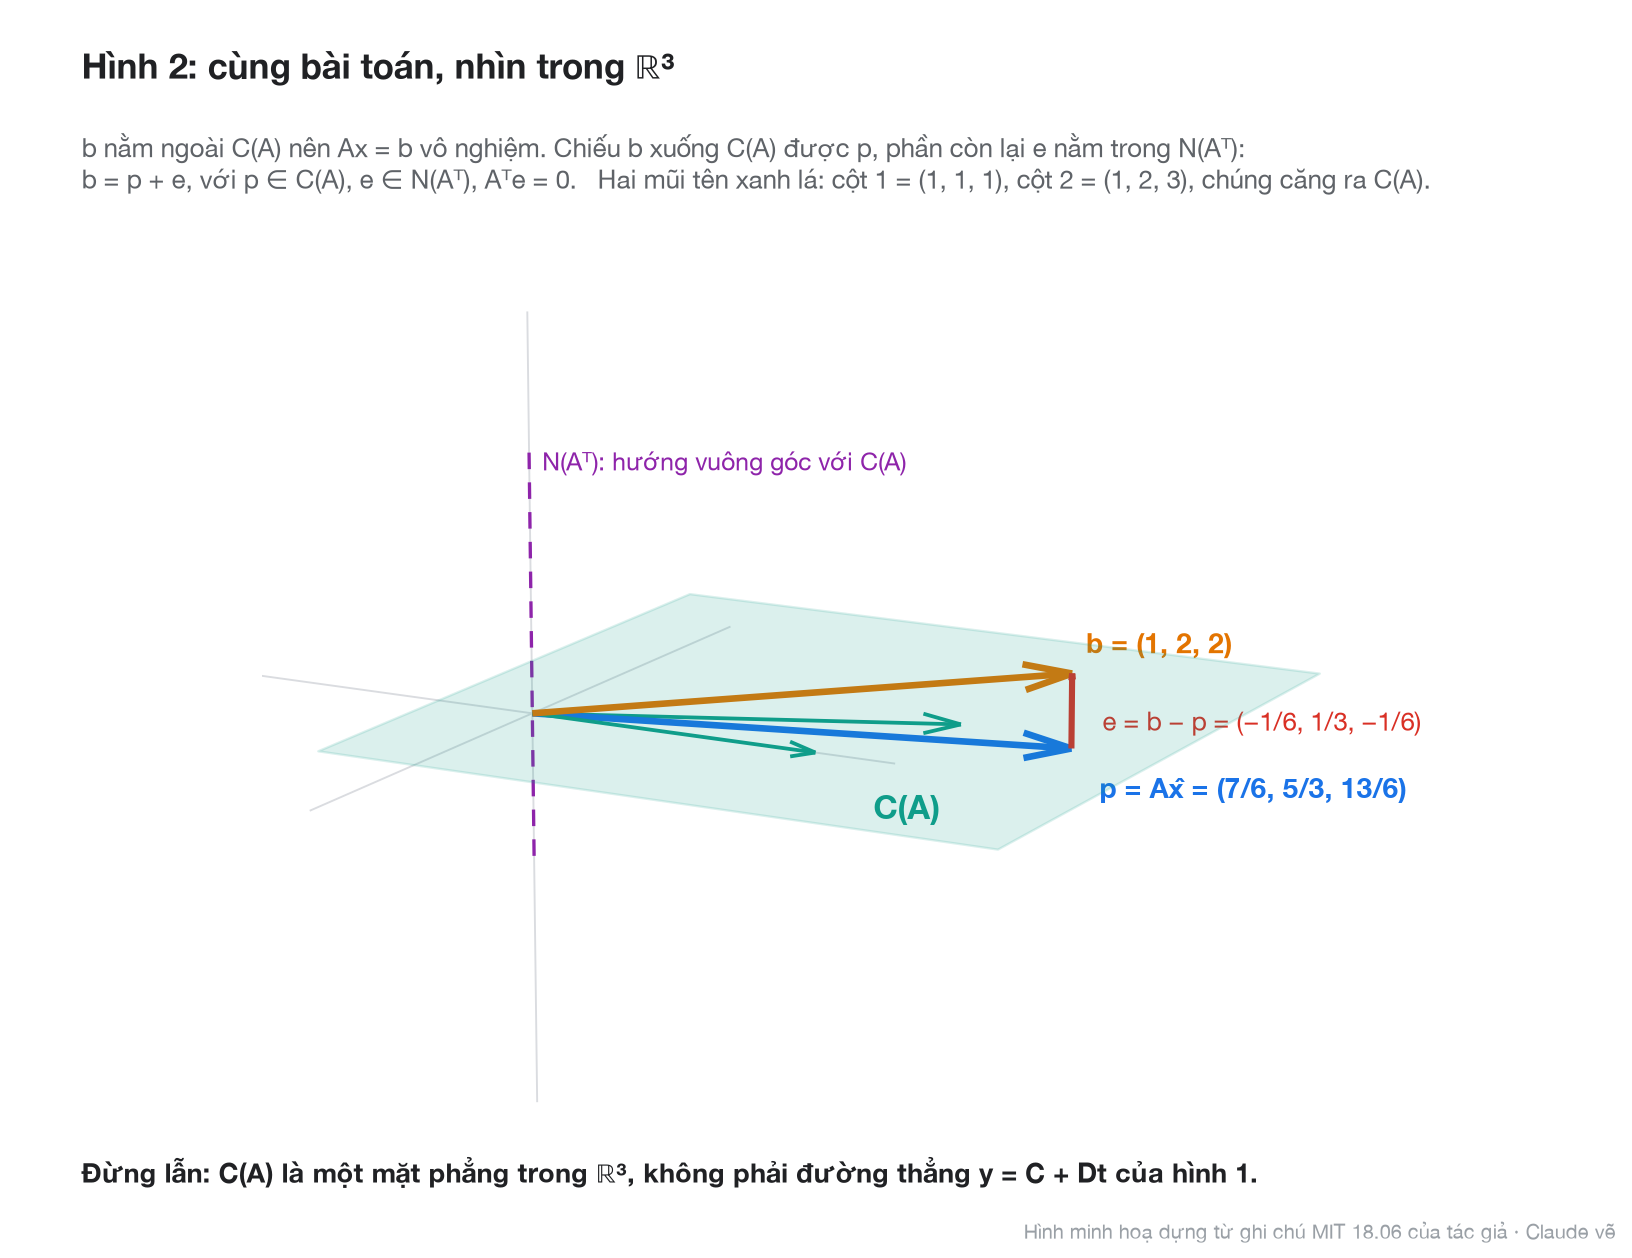 Hình 2: cùng bài toán, nhìn trong ℝ³
b nằm ngoài C(A) nên Ax = b vô nghiệm. Chiếu b xuống C(A) được p, phần còn lại e nằm trong N(Aᵀ):
b = p + e, với p ∈ C(A), e ∈ N(Aᵀ), Aᵀe = 0.   Hai mũi tên xanh lá: cột 1 = (1, 1, 1), cột 2 = (1, 2, 3), chúng căng ra C(A).
N(Aᵀ): hướng vuông góc với C(A)
b = (1, 2, 2)
e = b − p = (−1/6, 1/3, −1/6)
p = Ax̂ = (7/6, 5/3, 13/6)
C(A)
Đừng lẫn: C(A) là một mặt phẳng trong ℝ³, không phải đường thẳng y = C + Dt của hình 1.
Hình minh hoạ dựng từ ghi chú MIT 18.06 của tác giả · Claude vẽ